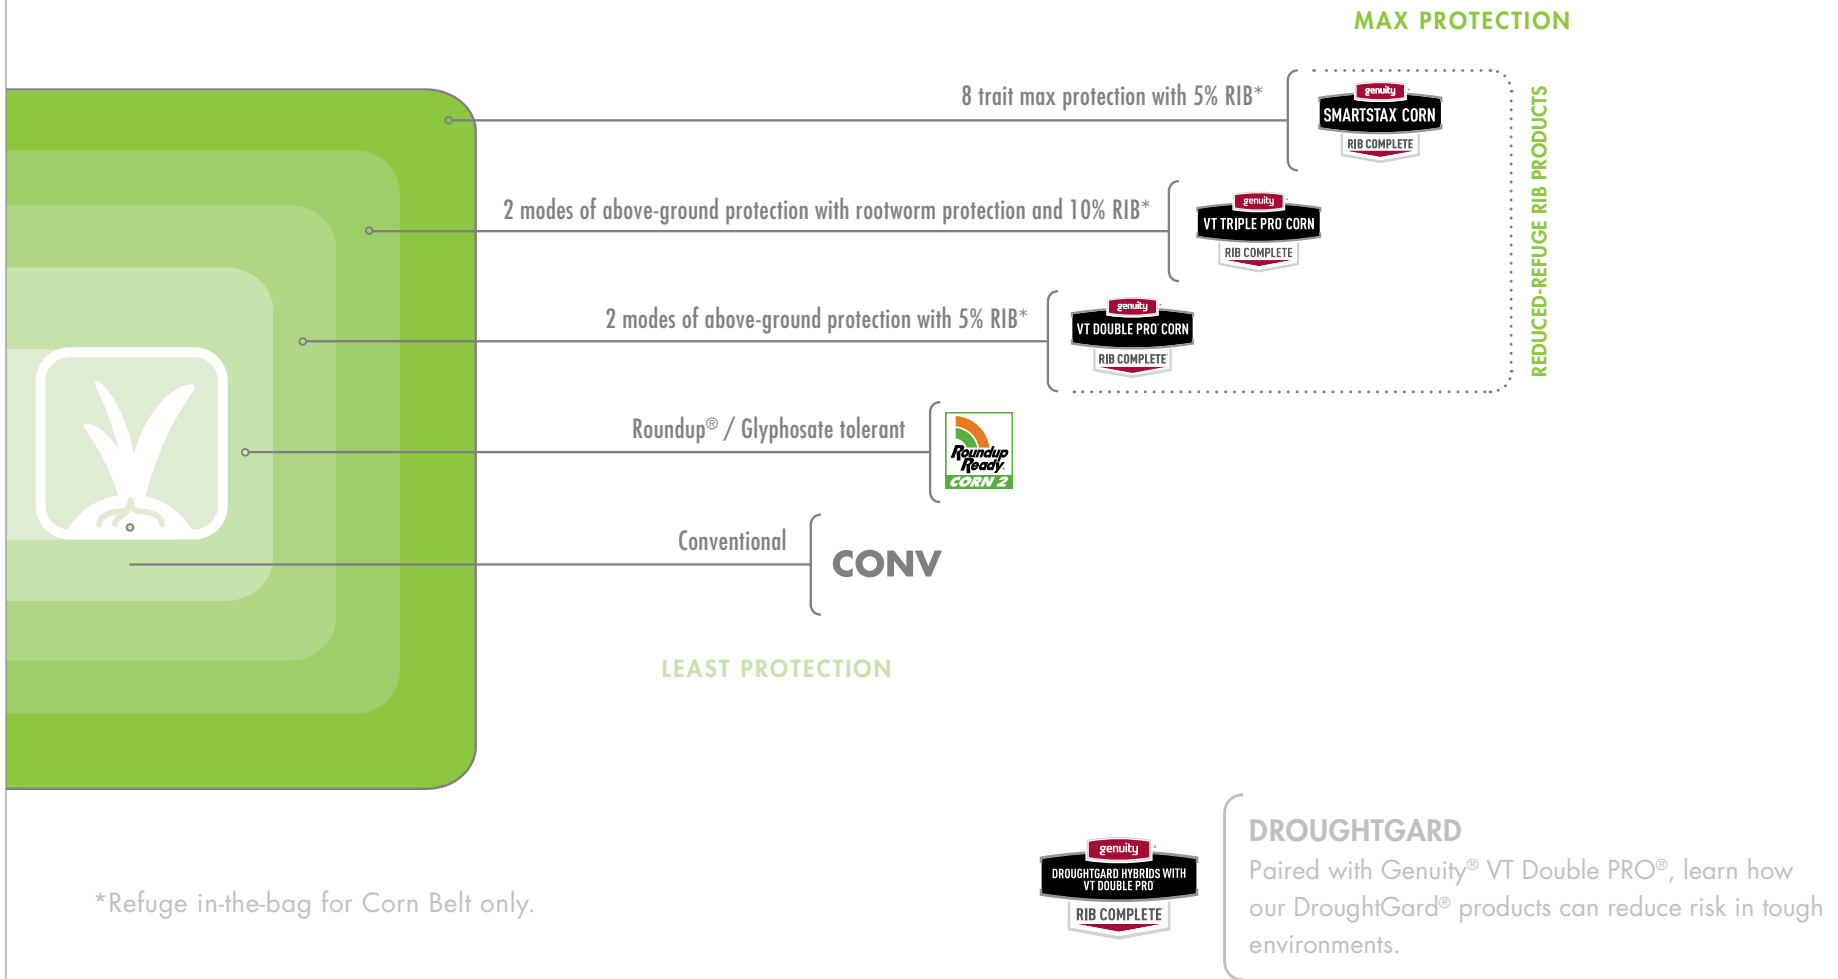 MAX PROTECTION
8 trait max protection with 5% RIB*
genuity
SMARTSTAX CORN
RIB COMPLETE
REDUCED-REFUGE RIB PRODUCTS
2 modes of above-ground protection with rootworm protection and 10% RIB*
genuity
VT TRIPLE PRO CORN
RIB COMPLETE
2 modes of above-ground protection with 5% RIB*
genuity
VT DOUBLE PRO CORN
RIB COMPLETE
Roundup® / Glyphosate tolerant
Roundup
Ready
CORN 2
Conventional
CONV
LEAST PROTECTION
*Refuge in-the-bag for Corn Belt only.
genuity
DROUGHTGARD HYBRIDS WITH
VT DOUBLE PRO
RIB COMPLETE
DROUGHTGARD
Paired with Genuity® VT Double PRO®, learn how
our DroughtGard® products can reduce risk in tough
environments.